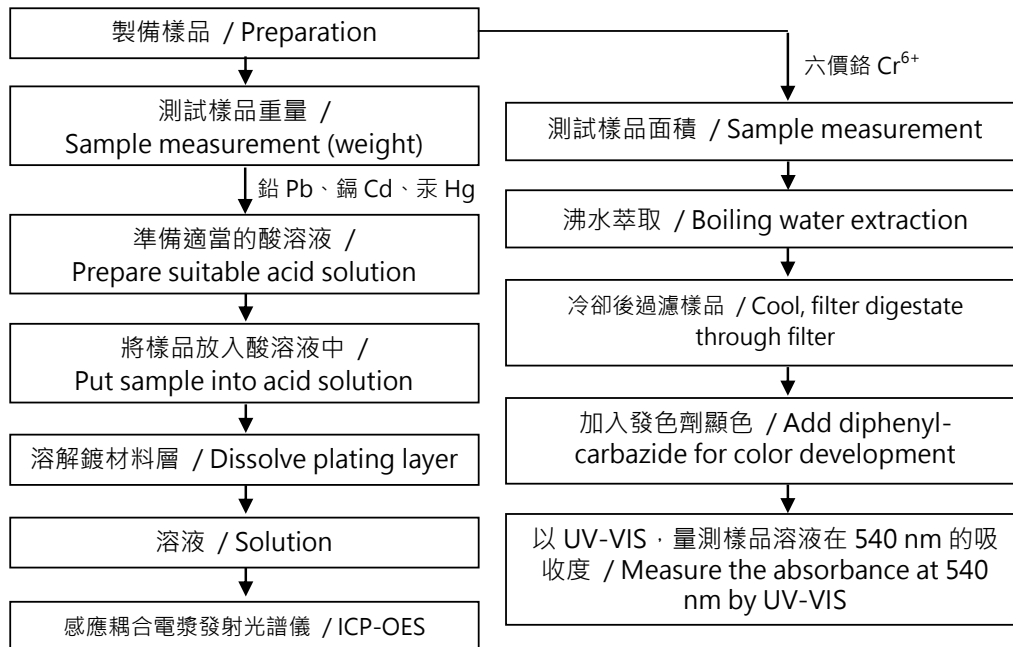 製備樣品 / Preparation
測試樣品重量 /
Sample measurement (weight)
鉛 Pb、鎘 Cd、汞 Hg
準備適當的酸溶液 /
Prepare suitable acid solution
將樣品放入酸溶液中 /
Put sample into acid solution
溶解鍍材料層 / Dissolve plating layer
溶液 / Solution
感應耦合電漿發射光譜儀 / ICP-OES
六價鉻 Cr⁶⁺
測試樣品面積 / Sample measurement
沸水萃取 / Boiling water extraction
冷卻後過濾樣品 / Cool, filter digestate
through filter
加入發色劑顯色 / Add diphenyl-
carbazide for color development
以 UV-VIS，量測樣品溶液在 540 nm 的吸
收度 / Measure the absorbance at 540
nm by UV-VIS